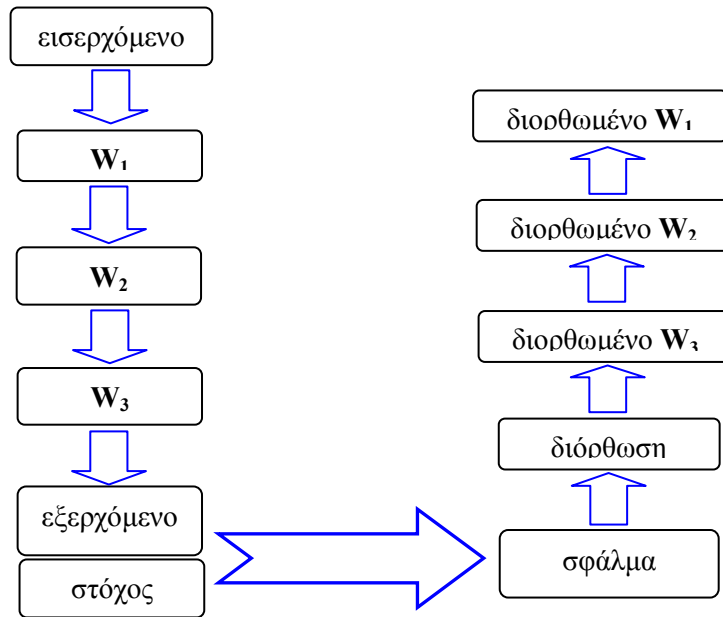 εισερχόμενο
W₁
W₂
W₃
εξερχόμενο
στόχος
διορθωμένο W₁
διορθωμένο W₂
διορθωμένο W₃
διόρθωση
σφάλμα